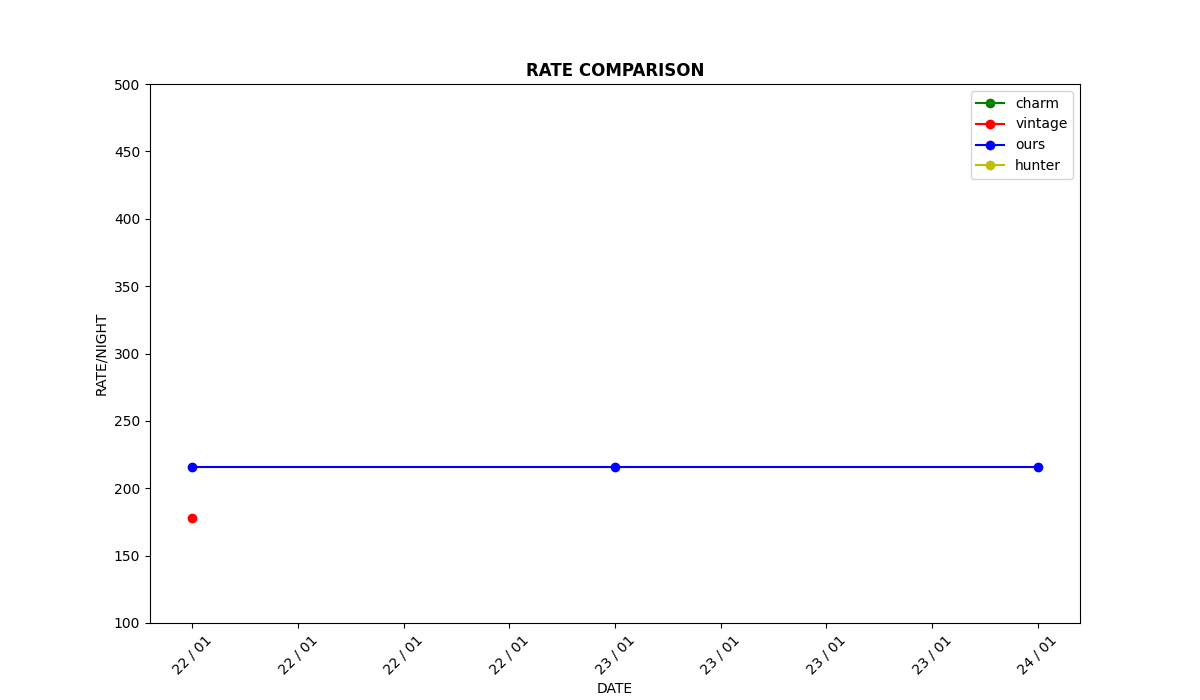 RATE COMPARISON
charm
vintage
ours
hunter
RATE/NIGHT
500
450
400
350
300
250
200
150
100
22 / 01
22 / 01
22 / 01
22 / 01
23 / 01
23 / 01
23 / 01
23 / 01
24 / 01
DATE